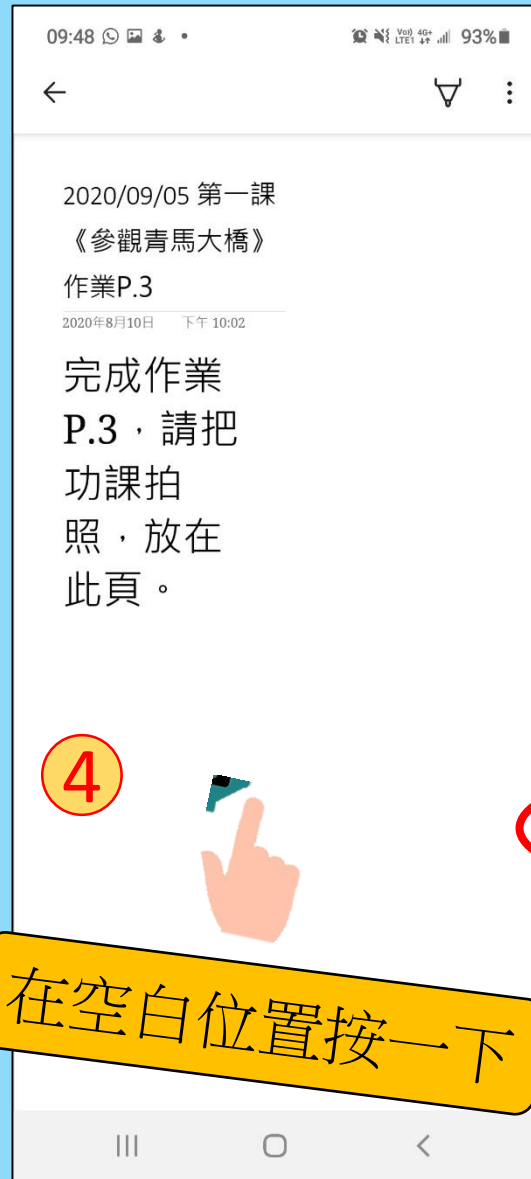 09:48
Vo)) 4G+ LTE1 93%
2020/09/05 第一課
《參觀青馬大橋》
作業P.3
2020年8月10日 下午 10:02
完成作業
P.3，請把
功課拍
照，放在
此頁。
4
在空白位置按一下